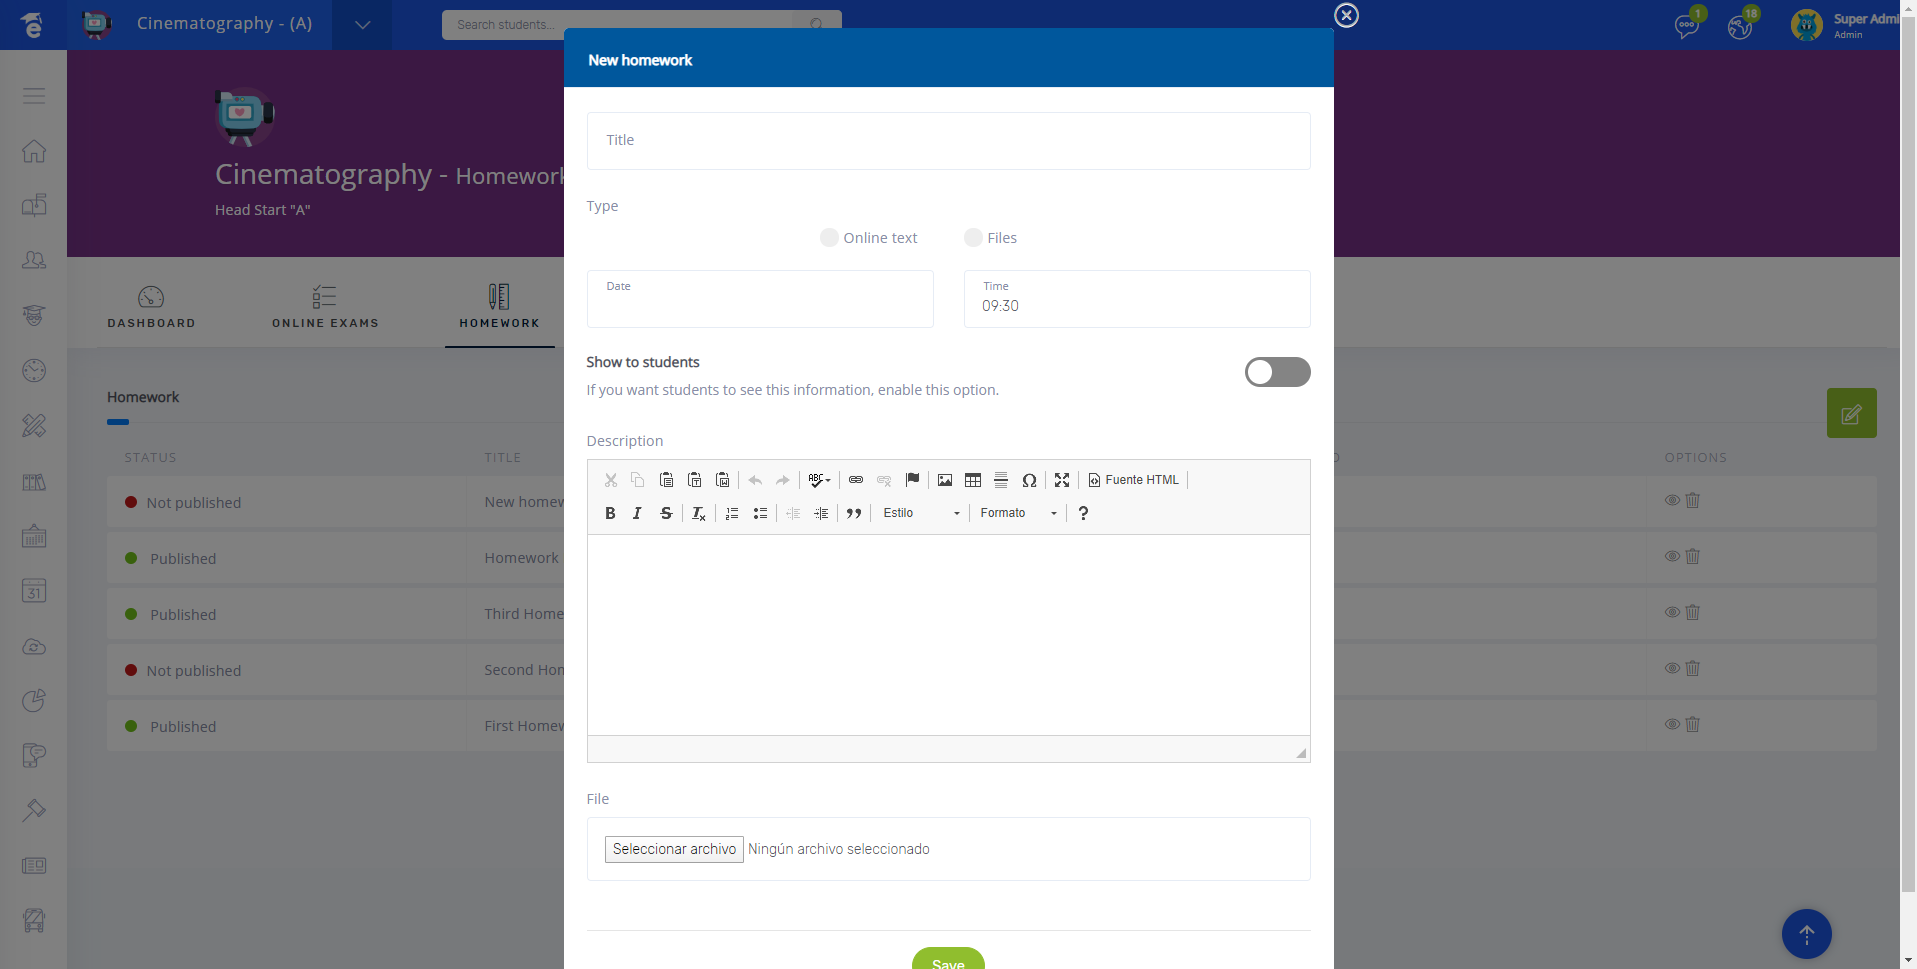 Cinematography - (A)
Search students...
1
18
Super Admi
Admin
New homework
Cinematography - Homework
Head Start "A"
Title
Type
Online text
Files
Date
Time
09:30
DASHBOARD
ONLINE EXAMS
HOMEWORK
Show to students
If you want students to see this information, enable this option.
Homework
Description
STATUS
TITLE
OPTIONS
Fuente HTML
Estilo
Formato
Not published
New homew
Published
Homework
Published
Third Home
Not published
Second Hom
Published
First Homew
31
File
Seleccionar archivo
Ningún archivo seleccionado
Save